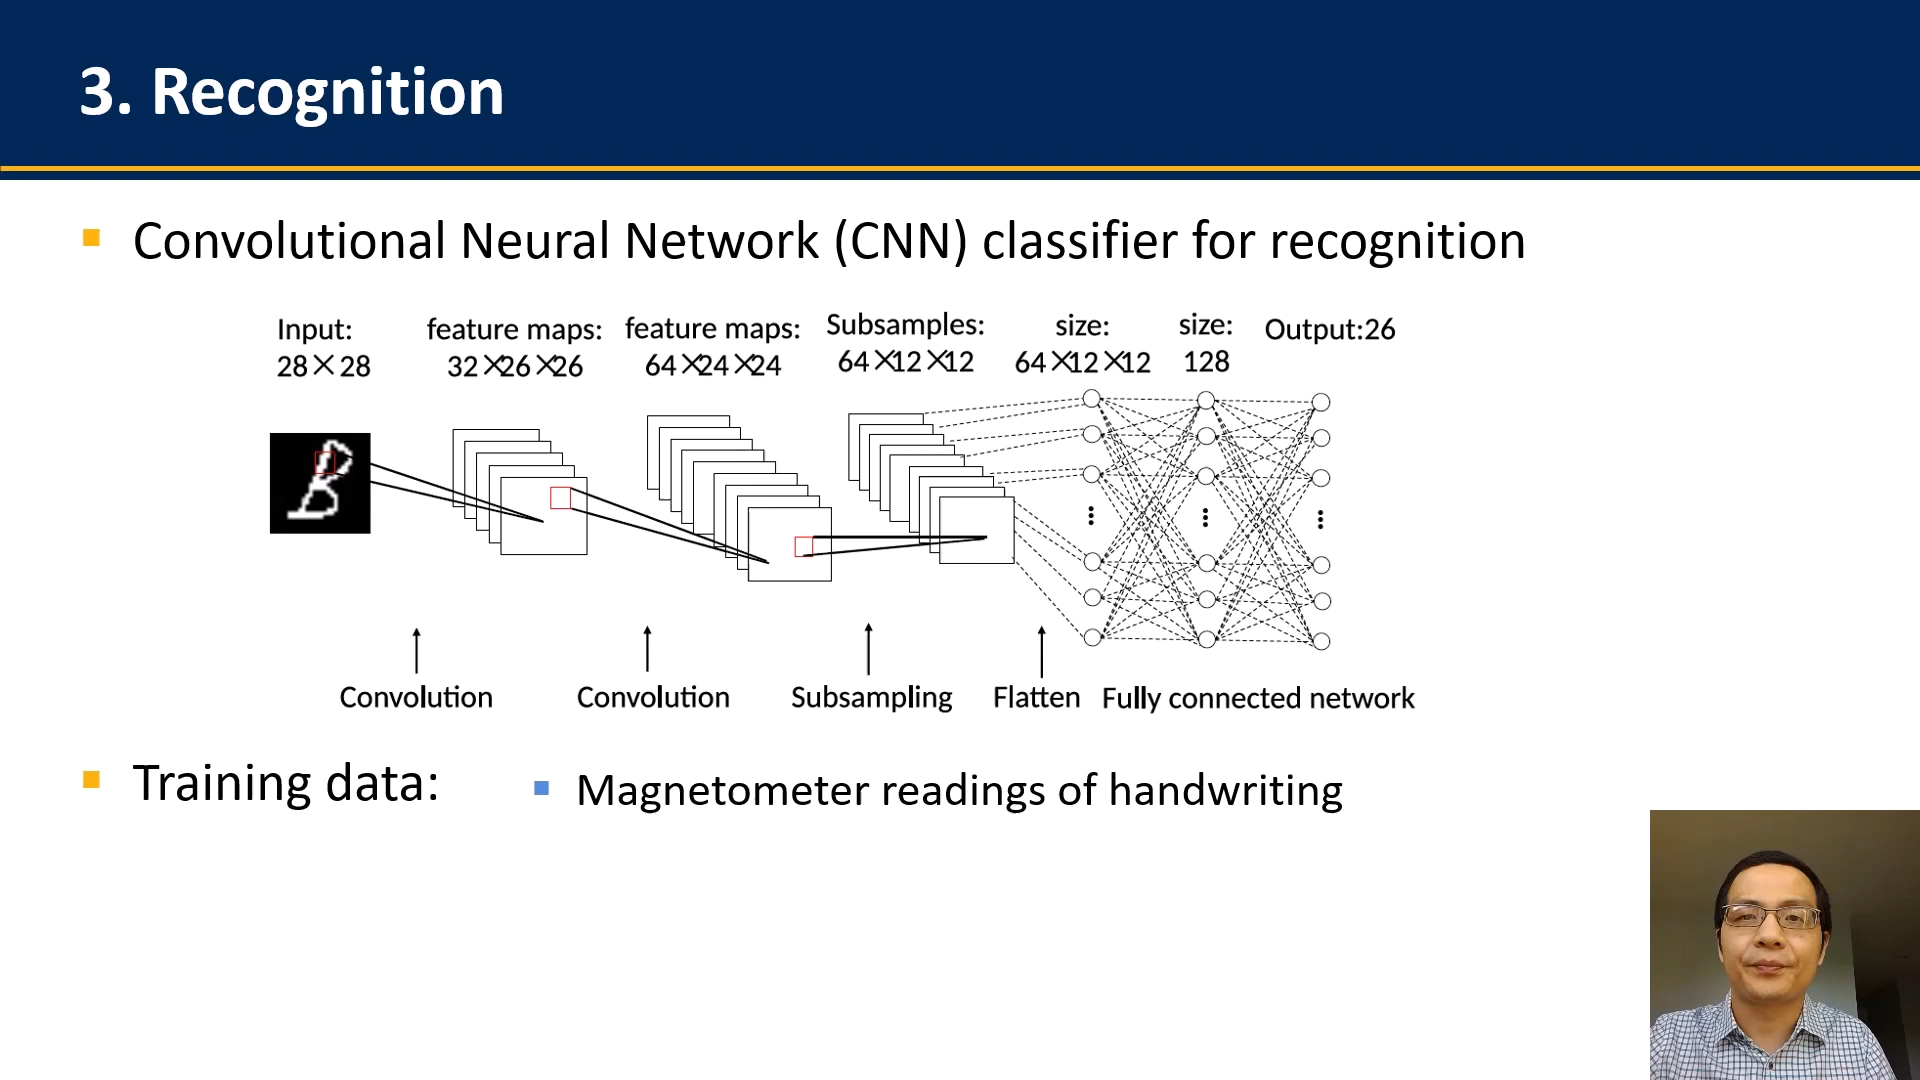 3. Recognition
Convolutional Neural Network (CNN) classifier for recognition
Input:
28×28
feature maps:
32×26×26
feature maps:
64×24×24
Subsamples:
64×12×12
size:
64×12×12
size:
128
Output:26
Convolution
Convolution
Subsampling
Flatten
Fully connected network
Training data:
Magnetometer readings of handwriting